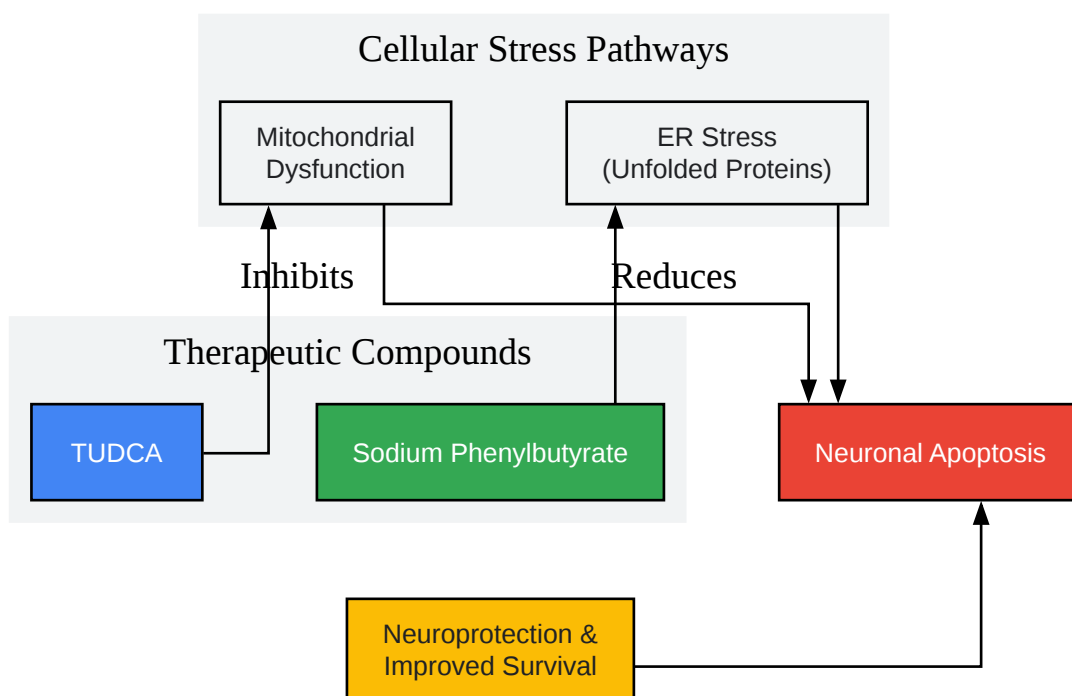 Cellular Stress Pathways
Mitochondrial
Dysfunction
ER Stress
(Unfolded Proteins)
Inhibits
Reduces
Therapeutic Compounds
TUDCA
Sodium Phenylbutyrate
Neuronal Apoptosis
Neuroprotection &
Improved Survival